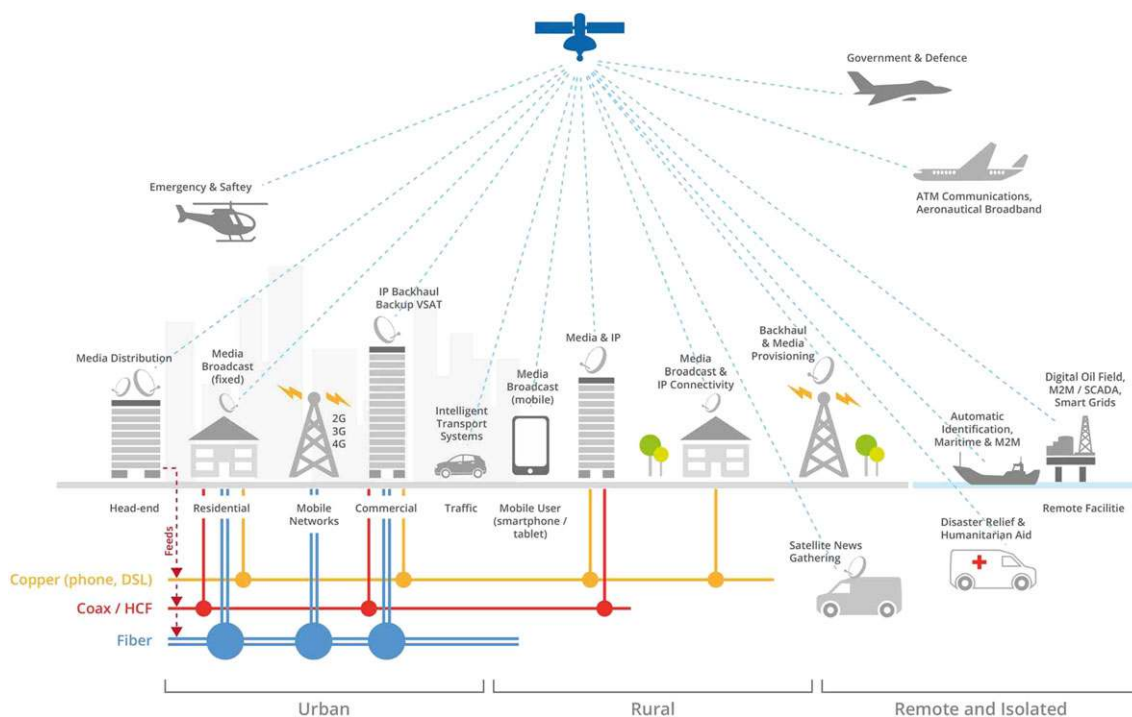 Government & Defence
Emergency & Saftey
ATM Communications,
Aeronautical Broadband
IP Backhaul
Backup VSAT
Media Distribution
Media
Broadcast
(fixed)
2G
3G
4G
Intelligent
Transport
Systems
Media
Broadcast
(mobile)
Media & IP
Media
Broadcast &
IP Connectivity
Backhaul
& Media
Provisioning
Automatic
Identification,
Maritime & M2M
Digital Oil Field,
M2M / SCADA,
Smart Grids
Head-end
Residential
Mobile
Networks
Commercial
Traffic
Mobile User
(smartphone /
tablet)
Remote Facilitie
Satellite News
Gathering
Disaster Relief &
Humanitarian Aid
Feeds
Copper (phone, DSL)
Coax / HCF
Fiber
Urban
Rural
Remote and Isolated